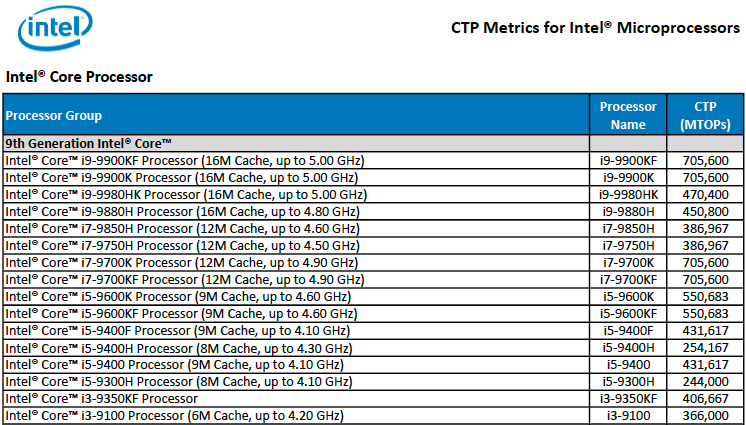 intel®
CTP Metrics for Intel® Microprocessors
Intel® Core Processor
Processor Group Processor Name CTP (MTOPs)
9th Generation Intel® Core™
Intel® Core™ i9-9900KF Processor (16M Cache, up to 5.00 GHz) i9-9900KF 705,600
Intel® Core™ i9-9900K Processor (16M Cache, up to 5.00 GHz) i9-9900K 705,600
Intel® Core™ i9-9980HK Processor (16M Cache, up to 5.00 GHz) i9-9980HK 470,400
Intel® Core™ i9-9880H Processor (16M Cache, up to 4.80 GHz) i9-9880H 450,800
Intel® Core™ i7-9850H Processor (12M Cache, up to 4.60 GHz) i7-9850H 386,967
Intel® Core™ i7-9750H Processor (12M Cache, up to 4.50 GHz) i7-9750H 386,967
Intel® Core™ i7-9700K Processor (12M Cache, up to 4.90 GHz) i7-9700K 705,600
Intel® Core™ i7-9700KF Processor (12M Cache, up to 4.90 GHz) i7-9700KF 705,600
Intel® Core™ i5-9600K Processor (9M Cache, up to 4.60 GHz) i5-9600K 550,683
Intel® Core™ i5-9600KF Processor (9M Cache, up to 4.60 GHz) i5-9600KF 550,683
Intel® Core™ i5-9400F Processor (9M Cache, up to 4.10 GHz) i5-9400F 431,617
Intel® Core™ i5-9400H Processor (8M Cache, up to 4.30 GHz) i5-9400H 254,167
Intel® Core™ i5-9400 Processor (9M Cache, up to 4.10 GHz) i5-9400 431,617
Intel® Core™ i5-9300H Processor (8M Cache, up to 4.10 GHz) i5-9300H 244,000
Intel® Core™ i3-9350KF Processor i3-9350KF 406,667
Intel® Core™ i3-9100 Processor (6M Cache, up to 4.20 GHz) i3-9100 366,000